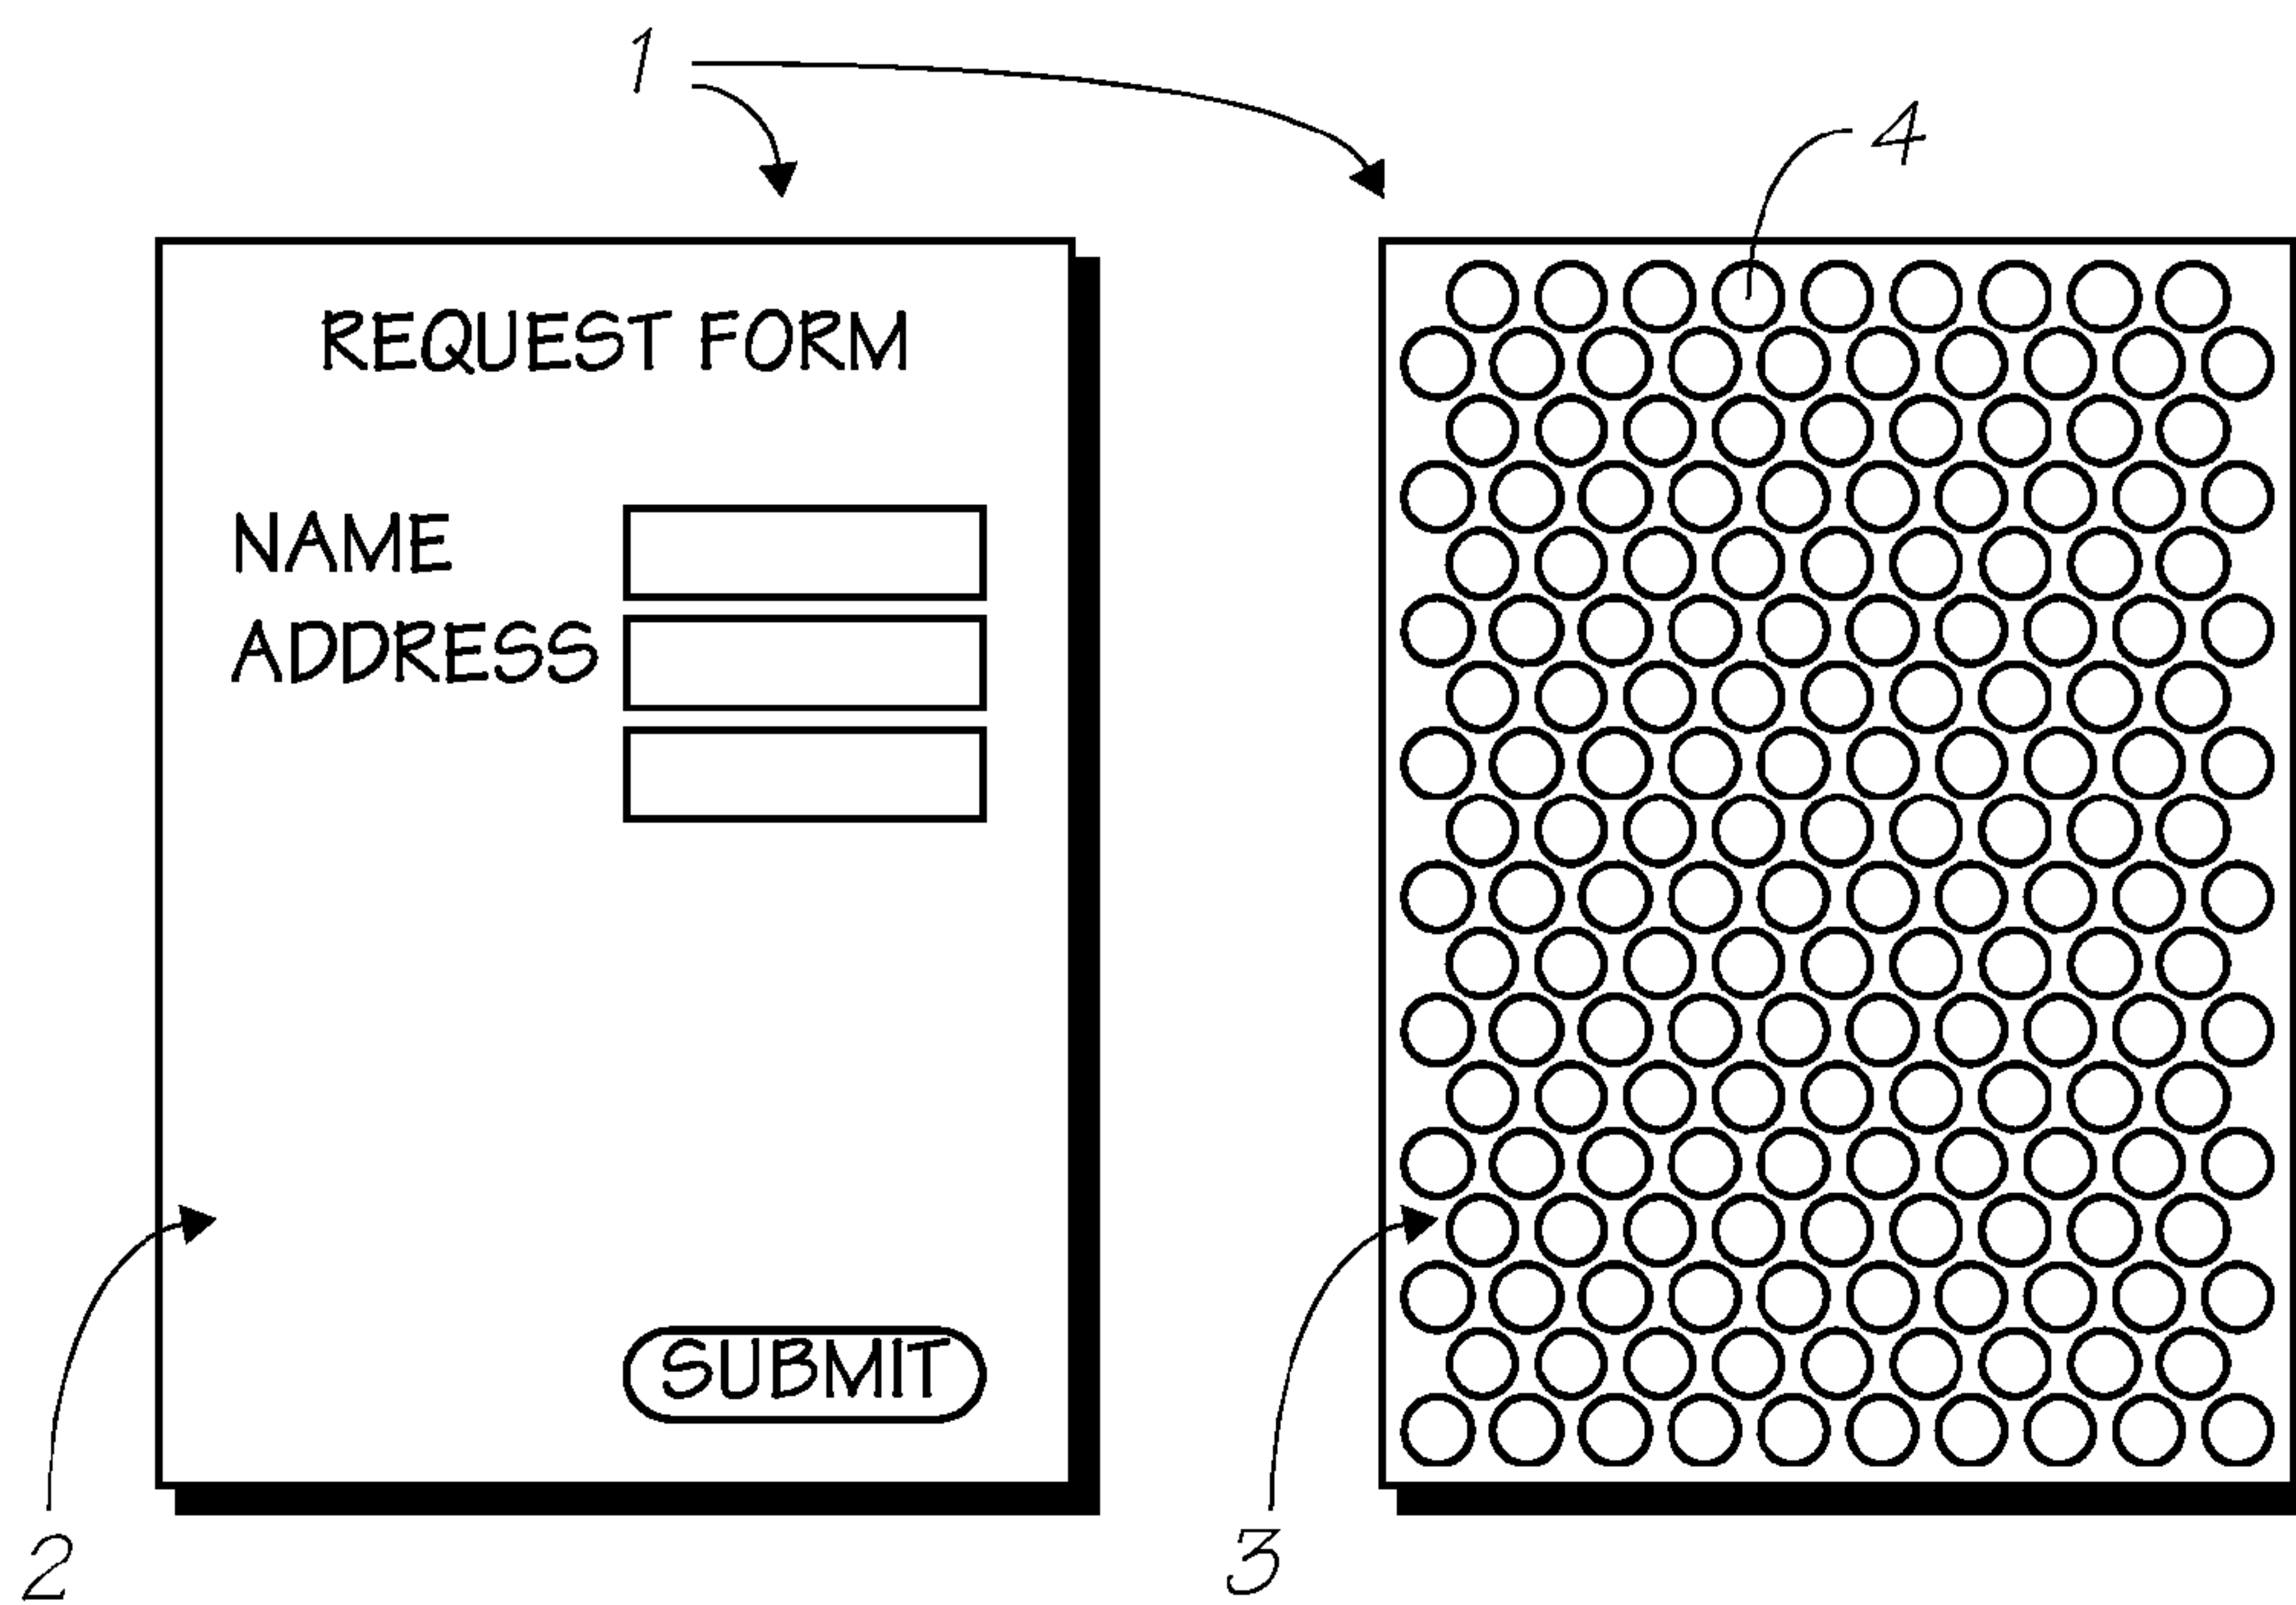 1
4
REQUEST FORM
NAME
ADDRESS
SUBMIT
2
3